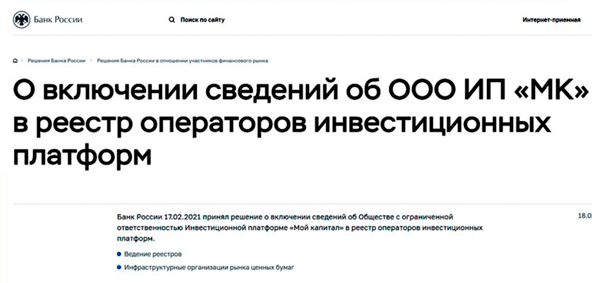 Банк России
Поиск по сайту
Интернет-приемная
Решения Банка России
Решения Банка России в отношении участников финансового рынка
О включении сведений об ООО ИП «МК»
в реестр операторов инвестиционных
платформ
Банк России 17.02.2021 принял решение о включении сведений об Обществе с ограниченной
18.0
ответственностью Инвестиционной платформе «Мой капитал» в реестр операторов инвестиционных
платформ.
Ведение реестров
Инфраструктурные организации рынка ценных бумаг